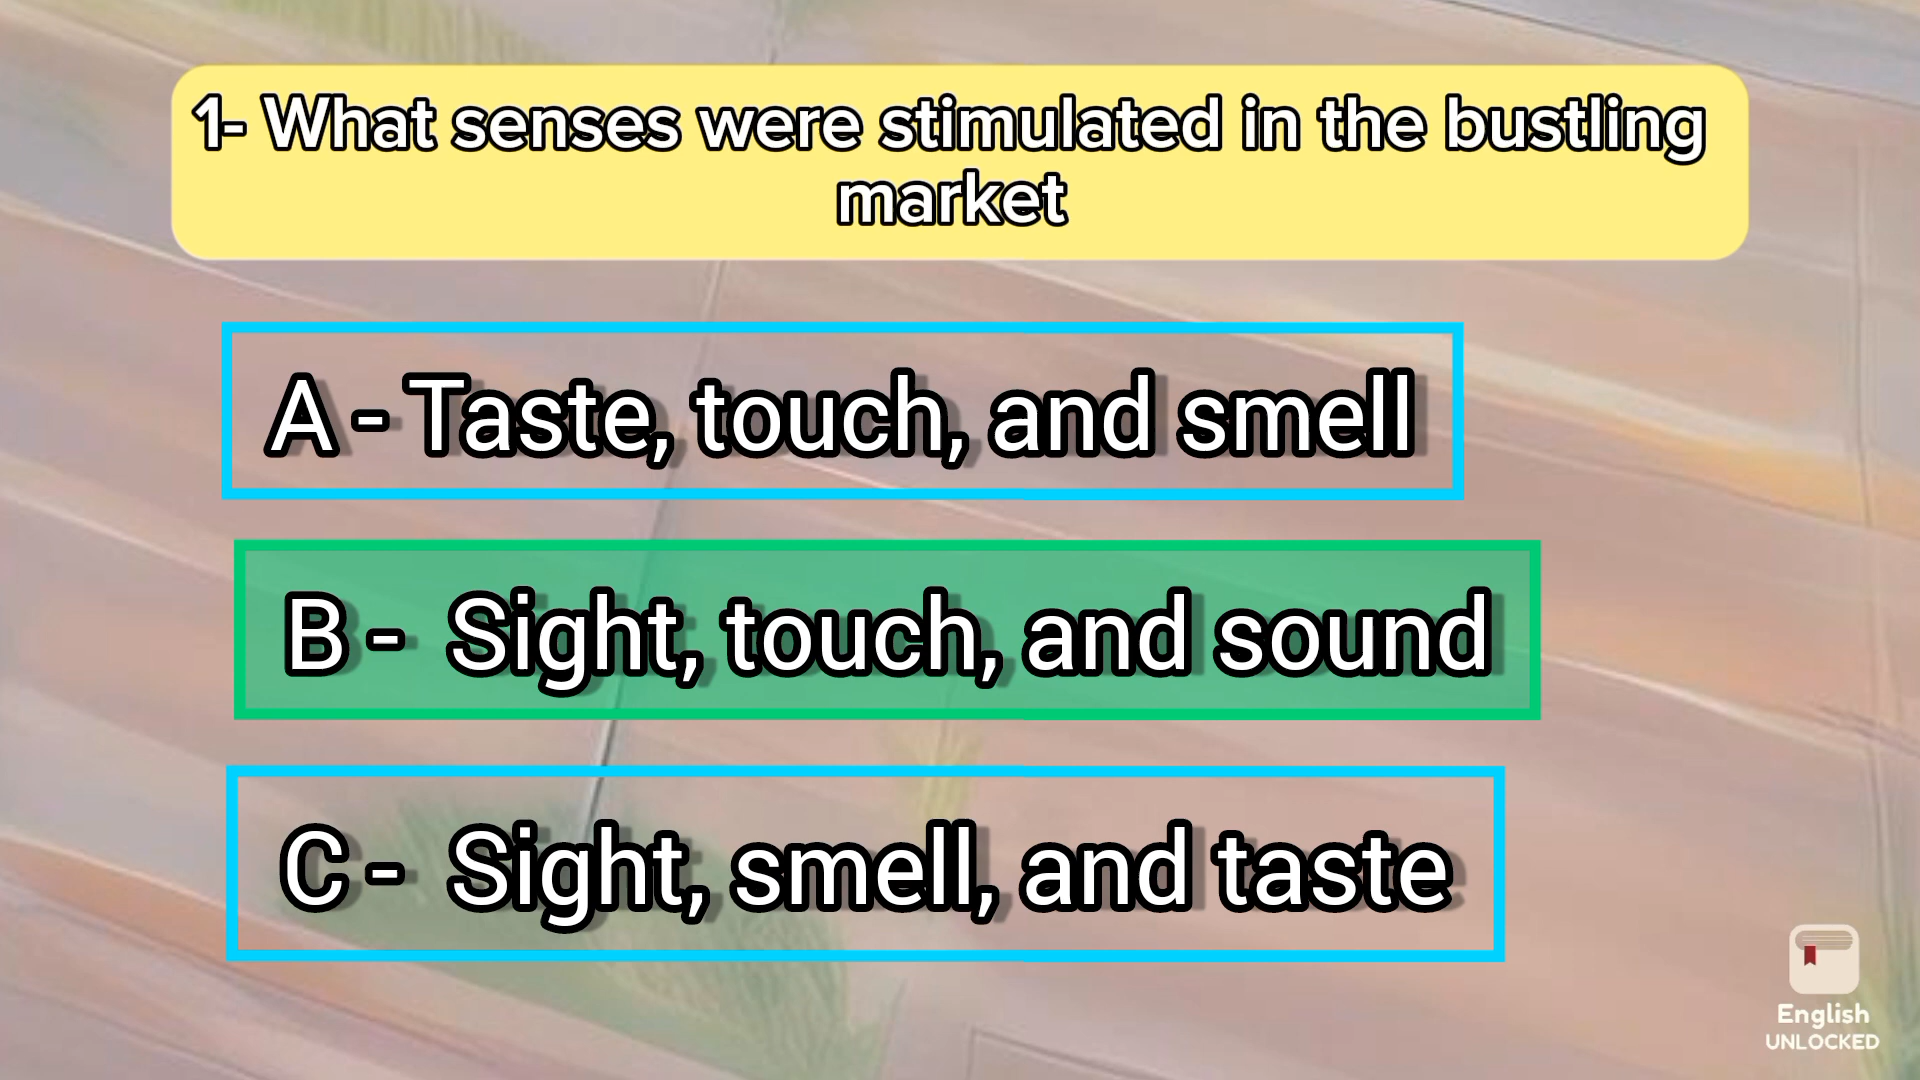 1- What senses were stimulated in the bustling
market
A - Taste, touch, and smell
B - Sight, touch, and sound
C - Sight, smell, and taste
English
UNLOCKED